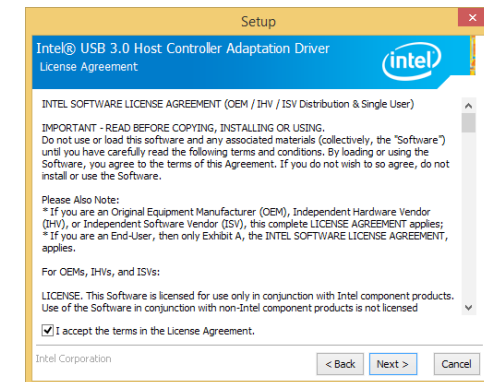 Setup
Intel® USB 3.0 Host Controller Adaptation Driver
License Agreement
intel
INTEL SOFTWARE LICENSE AGREEMENT (OEM / IHV / ISV Distribution & Single User)
IMPORTANT - READ BEFORE COPYING, INSTALLING OR USING.
Do not use or load this software and any associated materials (collectively, the "Software")
until you have carefully read the following terms and conditions. By loading or using the
Software, you agree to the terms of this Agreement. If you do not wish to so agree, do not
install or use the Software.
Please Also Note:
* If you are an Original Equipment Manufacturer (OEM), Independent Hardware Vendor
(IHV), or Independent Software Vendor (ISV), this complete LICENSE AGREEMENT applies;
* If you are an End-User, then only Exhibit A, the INTEL SOFTWARE LICENSE AGREEMENT,
applies.
For OEMs, IHVs, and ISVs:
LICENSE. This Software is licensed for use only in conjunction with Intel component products.
Use of the Software in conjunction with non-Intel component products is not licensed
I accept the terms in the License Agreement.
Intel Corporation
< Back
Next >
Cancel